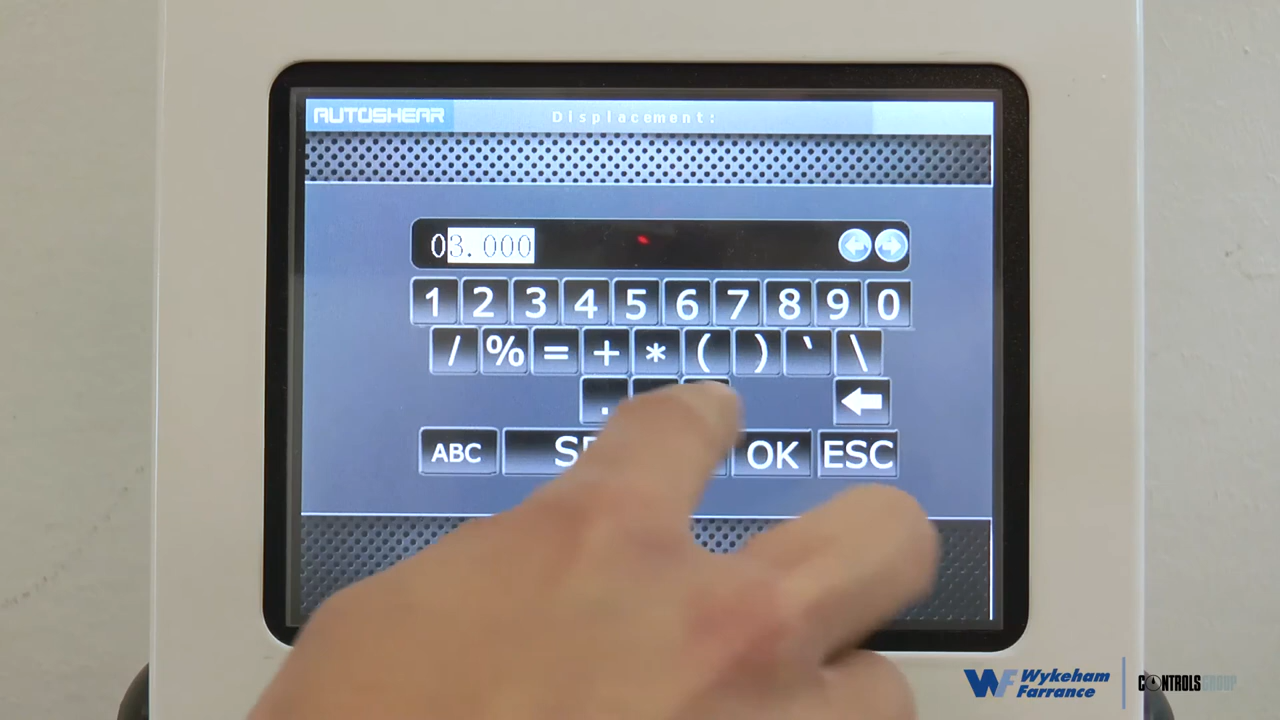 AUTOSHEAR
Displacement:
03.000
1 2 3 4 5 6 7 8 9 0
/ % = + * ( ) ` \
.
ABC
OK ESC
Wykeham
Farrance
CONTROLSGROUP